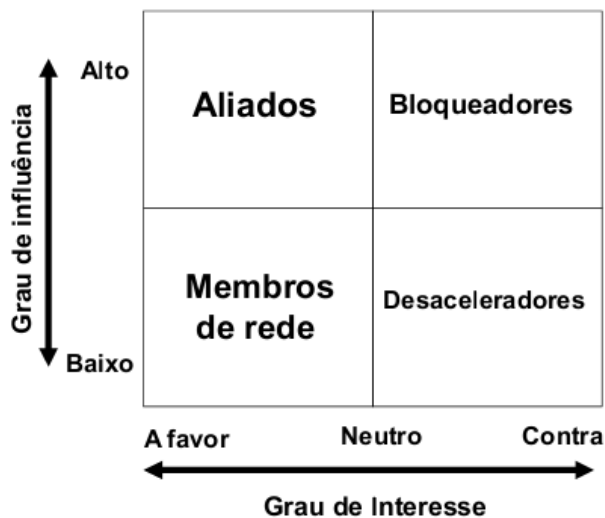 Alto
Aliados
Bloqueadores
Grau de influência
Membros
de rede
Desaceleradores
Baixo
A favor
Neutro
Contra
Grau de Interesse